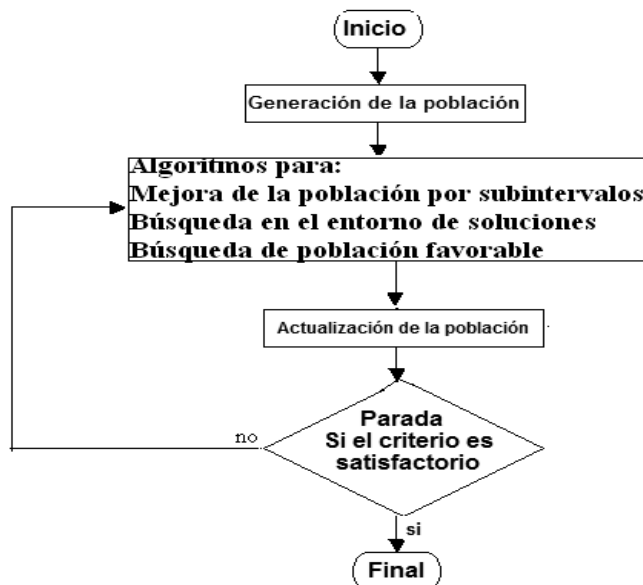 Inicio
Generación de la población
Algoritmos para:
Mejora de la población por subintervalos
Búsqueda en el entorno de soluciones
Búsqueda de población favorable
Actualización de la población
Parada
Si el criterio es
satisfactorio
no
si
Final